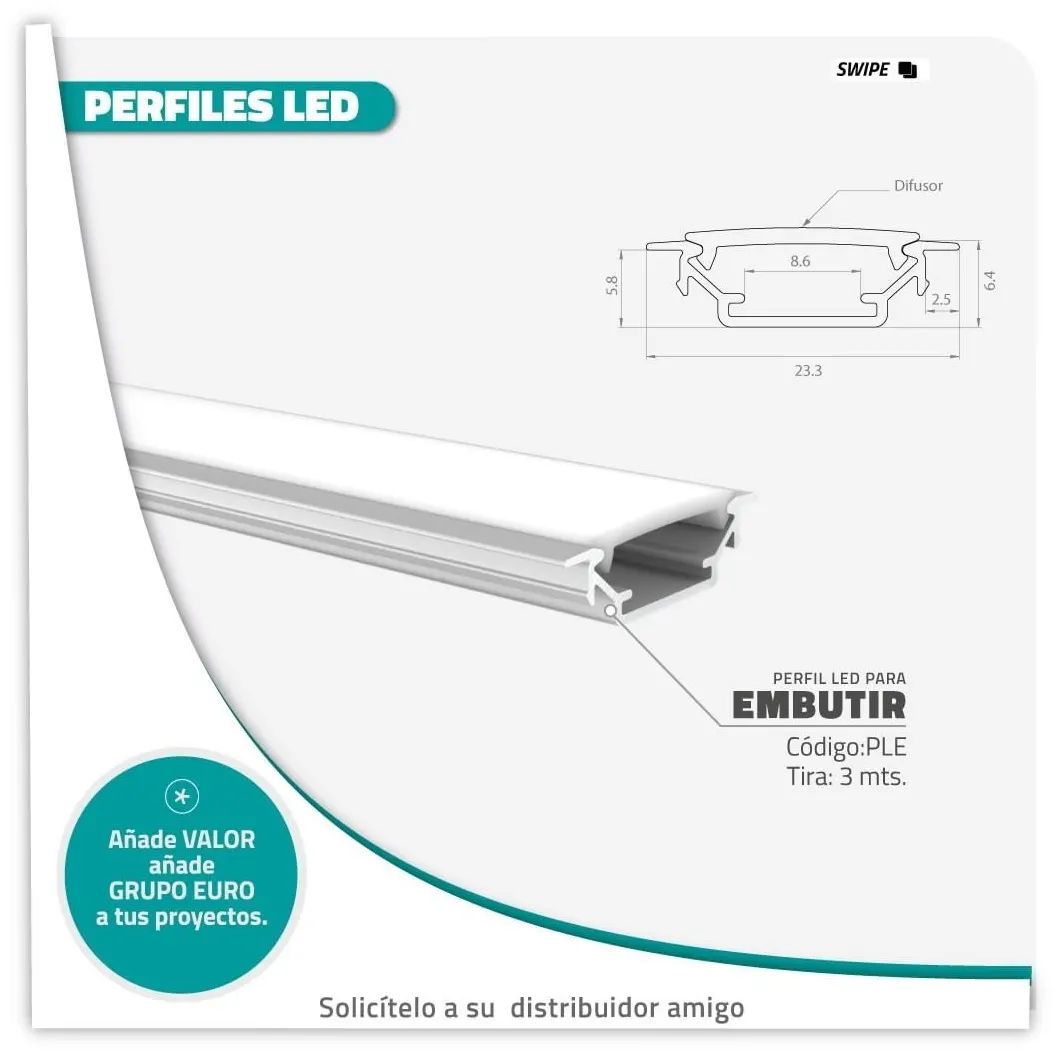 SWIPE
PERFILES LED
Difusor
8.6
5.8
6.4
2.5
23.3
PERFIL LED PARA
EMBUTIR
Código:PLE
Tira: 3 mts.
Añade VALOR
añade
GRUPO EURO
a tus proyectos.
Solicítelo a su distribuidor amigo